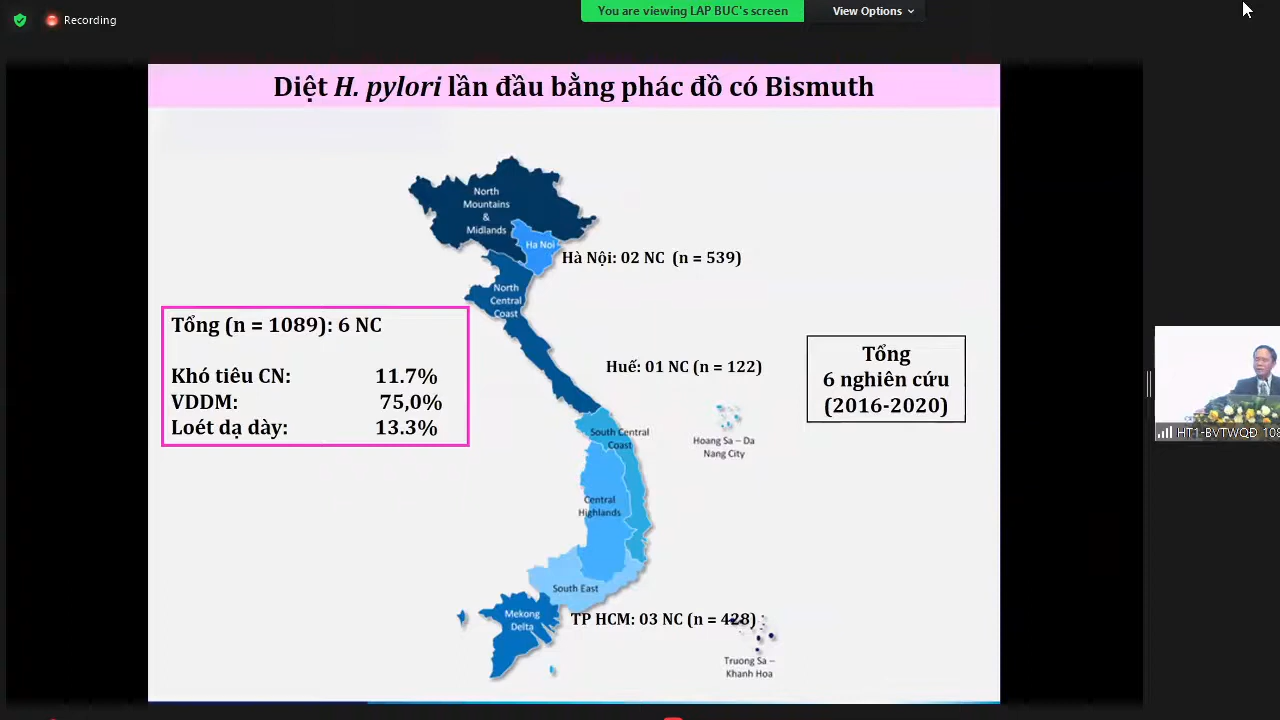 Recording
You are viewing LAP BUC's screen
View Options
Diệt H. pylori lần đầu bằng phác đồ có Bismuth
North
Mountains
&
Midlands
Ha Noi
Hà Nội: 02 NC (n = 539)
North
Central
Coast
Tổng (n = 1089): 6 NC
Khó tiêu CN: 11.7%
VDDM: 75,0%
Loét dạ dày: 13.3%
Huế: 01 NC (n = 122)
Tổng
6 nghiên cứu
(2016-2020)
South Central
Coast
Hoang Sa – Da
Nang City
Central
Highlands
South East
Mekong
Delta
TP HCM: 03 NC (n = 428)
Truong Sa –
Khanh Hoa
HT1-BVTWQĐ 108